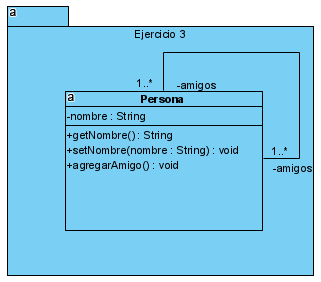 a
Ejercicio 3
1..*
-amigos
a
Persona
-nombre : String
+getNombre() : String
+setNombre(nombre : String) : void
+agregarAmigo() : void
1..*
-amigos